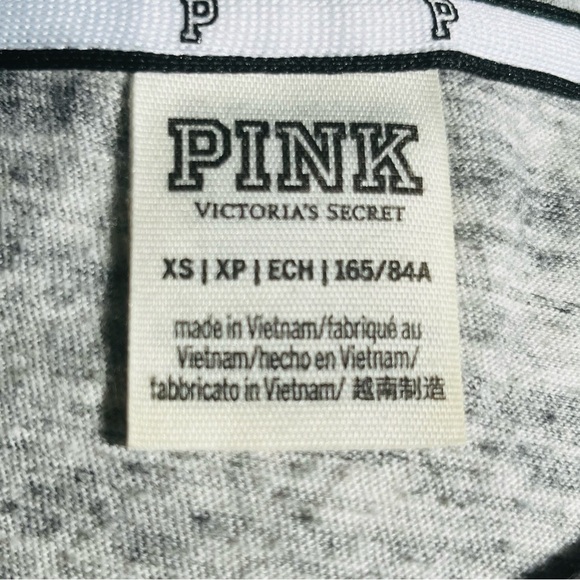 P P
PINK
VICTORIA'S SECRET
XS | XP | ECH | 165/84A
made in Vietnam/fabriqué au
Vietnam/hecho en Vietnam/
fabbricato in Vietnam/ 越南制造